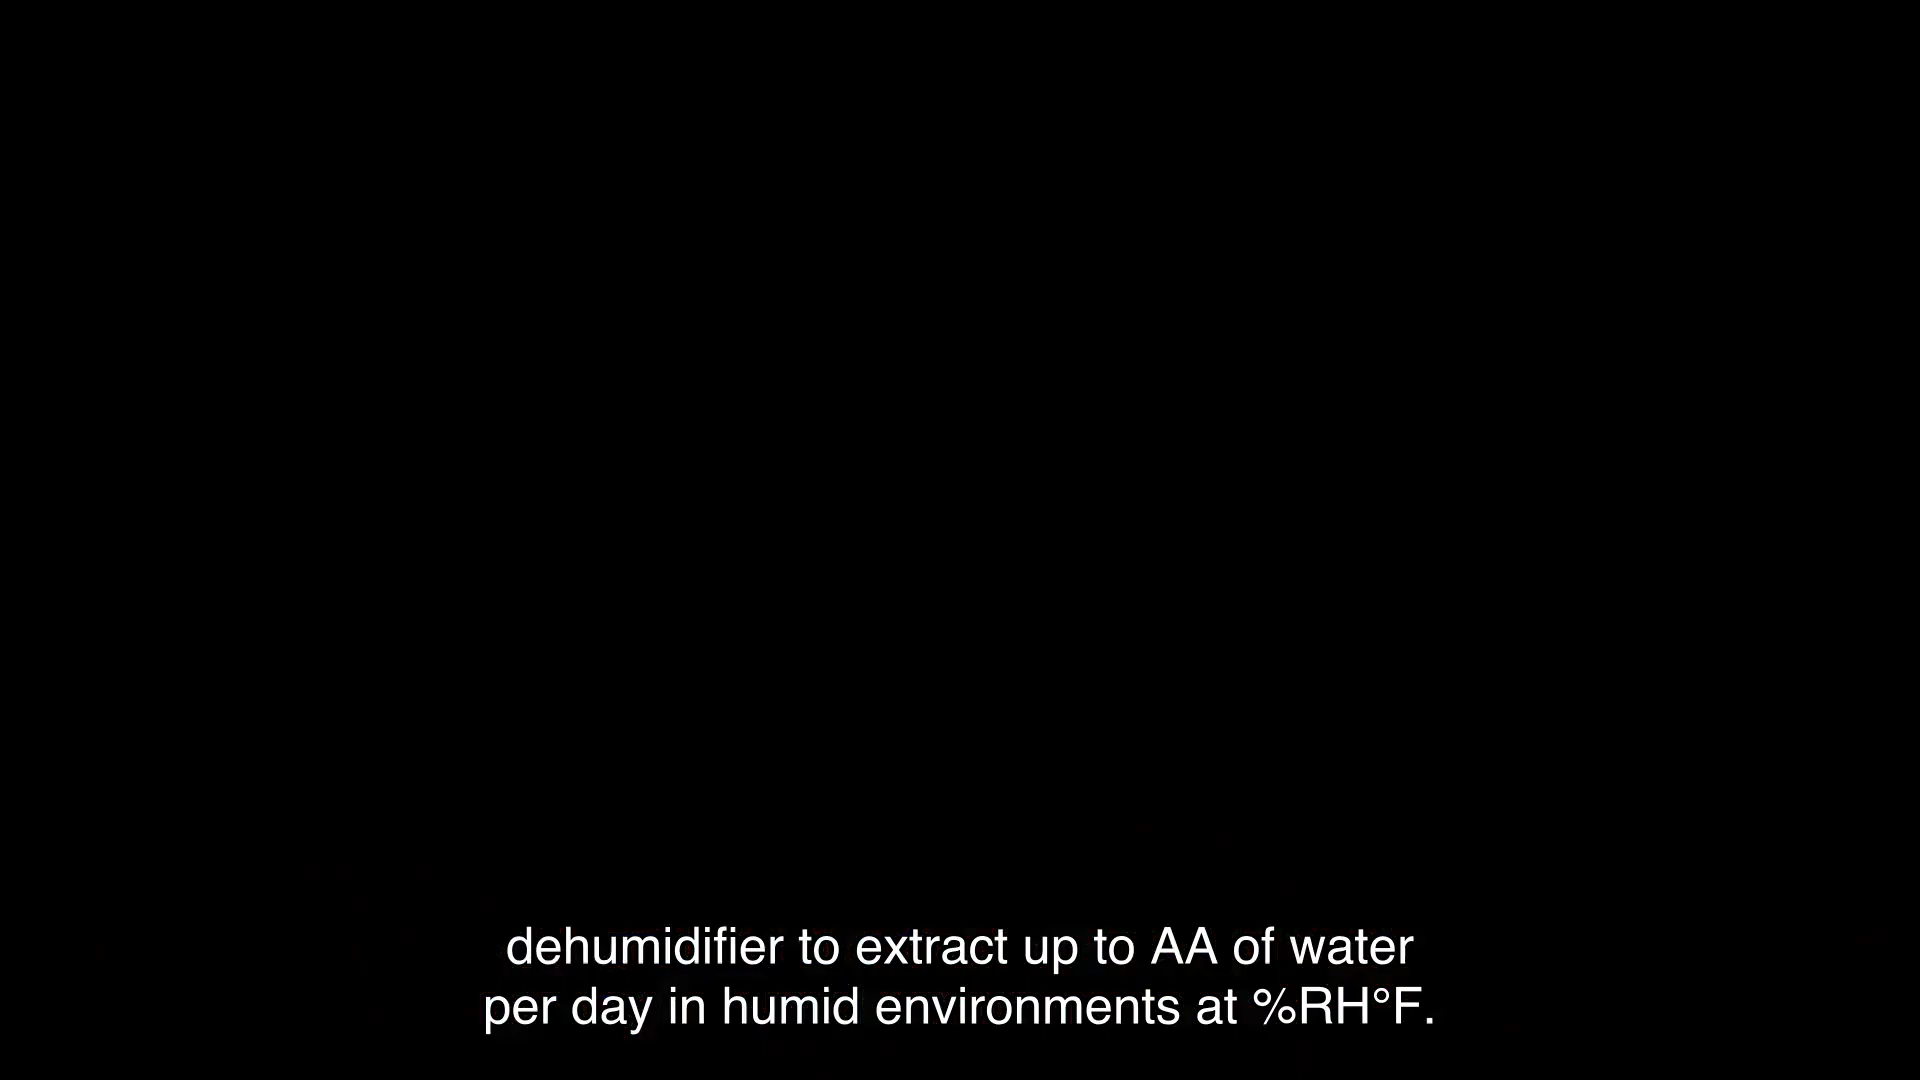 dehumidifier to extract up to AA of water
per day in humid environments at %RH°F.